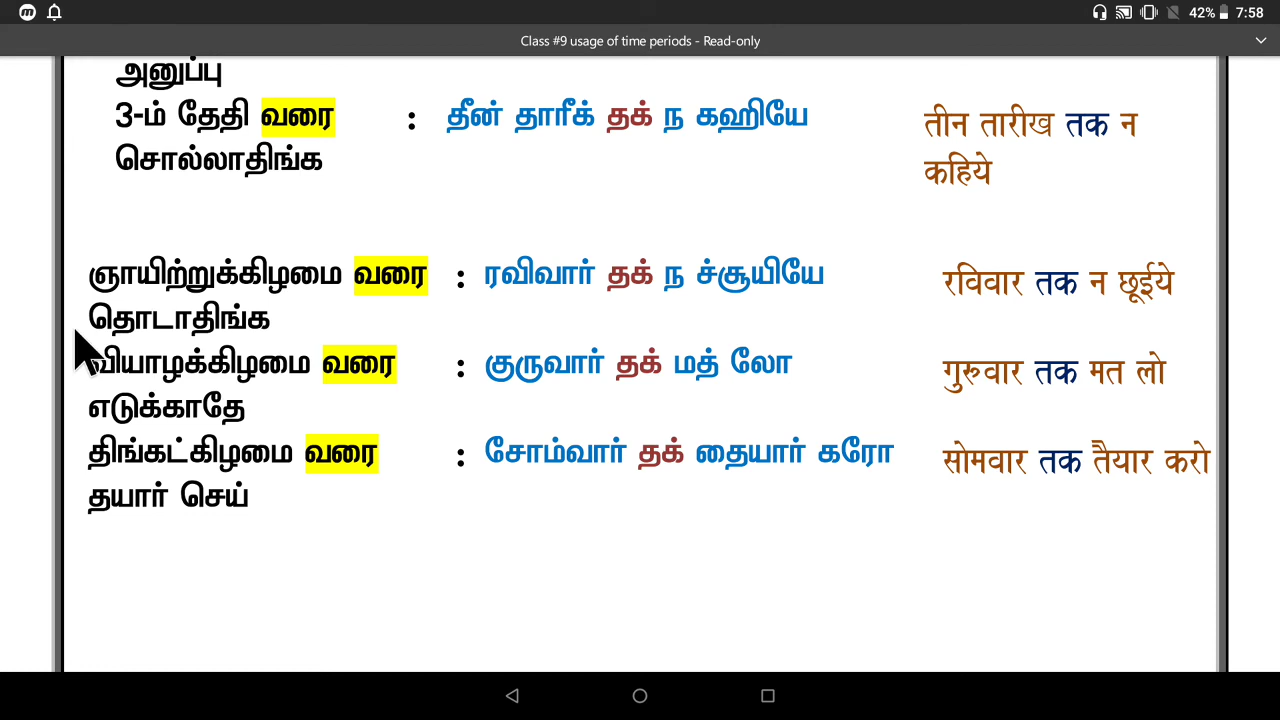 42% 7:58
Class #9 usage of time periods - Read-only
அனுப்பு
3-ம் தேதி வரை : தீன் தாரீக் தக் ந கஹியே तीन तारीख तक न
சொல்லாதிங்க कहिये
ஞாயிற்றுக்கிழமை வரை : ரவிவார் தக் ந ச்சூயியே रविवार तक न छूईये
தொடாதிங்க
வியாழக்கிழமை வரை : குருவார் தக் மத் லோ गुरुवार तक मत लो
எடுக்காதே
திங்கட்கிழமை வரை : சோம்வார் தக் தையார் கரோ सोमवार तक तैयार करो
தயார் செய்